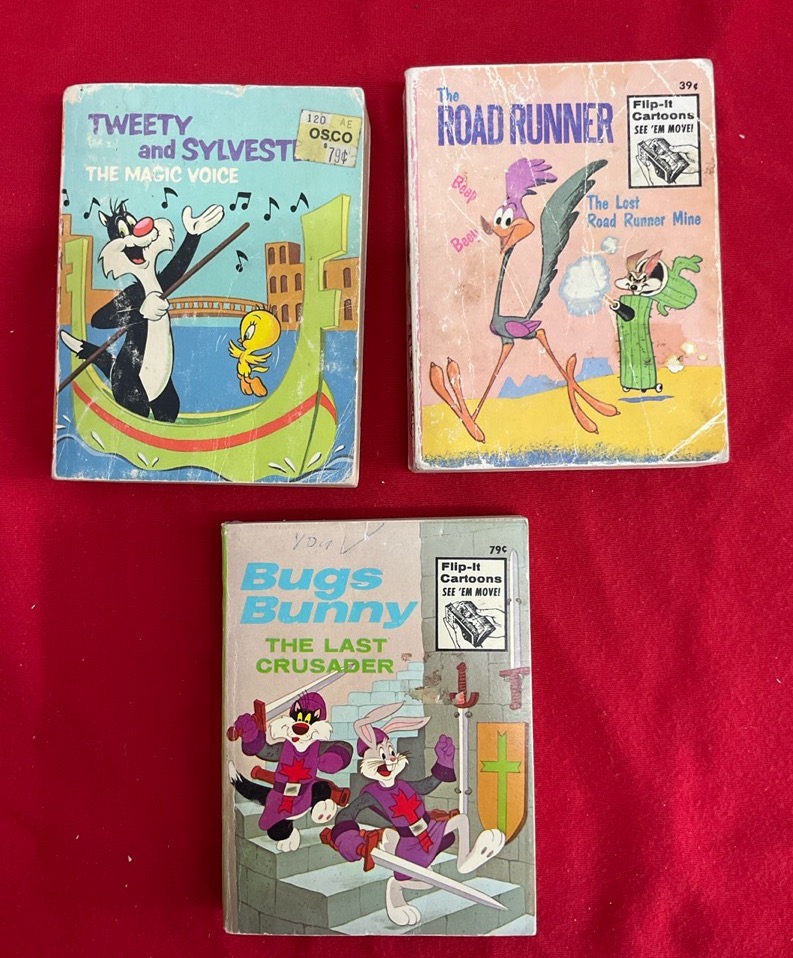 TWEETY
and SYLVEST
THE MAGIC VOICE
120 AE
OSCO
$79¢
The
ROAD RUNNER
39¢
Flip-It
Cartoons
SEE 'EM MOVE!
Beep
Beep
The Lost
Road Runner Mine
You
Bugs
Bunny
THE LAST
CRUSADER
79¢
Flip-It
Cartoons
SEE 'EM MOVE!